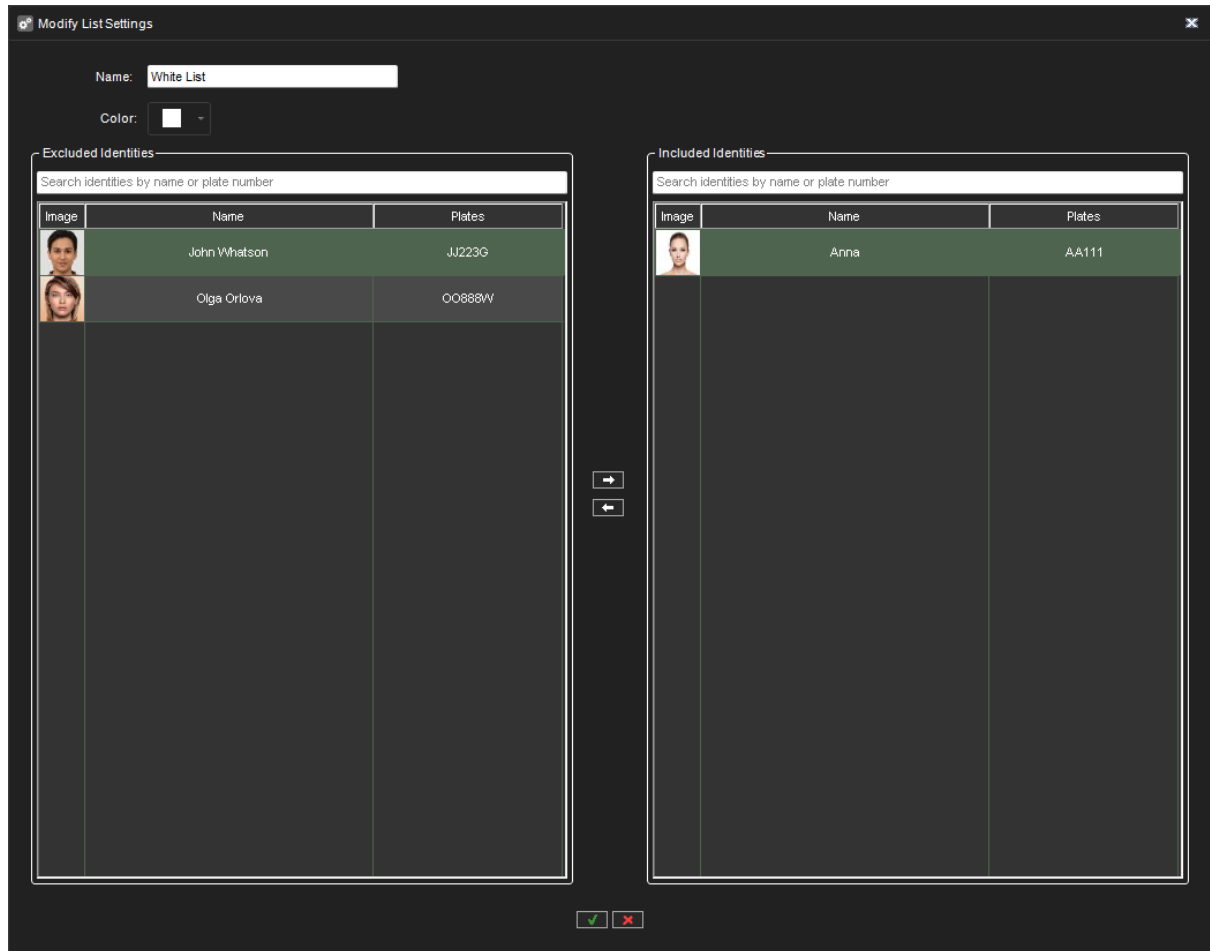 Modify List Settings
Name: White List
Color:
Excluded Identities
Search identities by name or plate number
Image Name Plates
John Whatson JJ223G
Olga Orlova OO888W
Included Identities
Search identities by name or plate number
Image Name Plates
Anna AA111